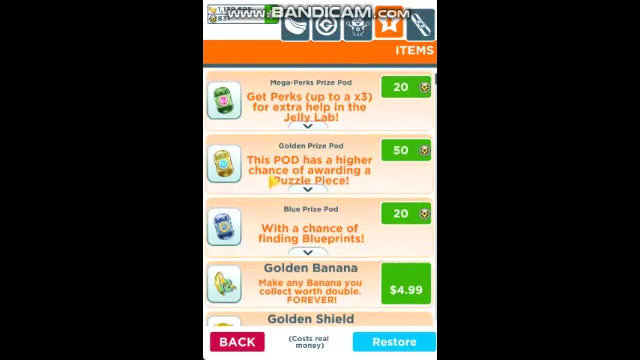 www.BANDICAM.com
831
ITEMS
Mega-Perks Prize Pod
20
Get Perks (up to a x3)
for extra help in the
Jelly Lab!
Golden Prize Pod
50
This POD has a higher
chance of awarding a
Puzzle Piece!
Blue Prize Pod
20
With a chance of
finding Blueprints!
Golden Banana
Make any Banana you
collect worth double.
FOREVER!
$4.99
Golden Shield
BACK
(Costs real
money)
Restore